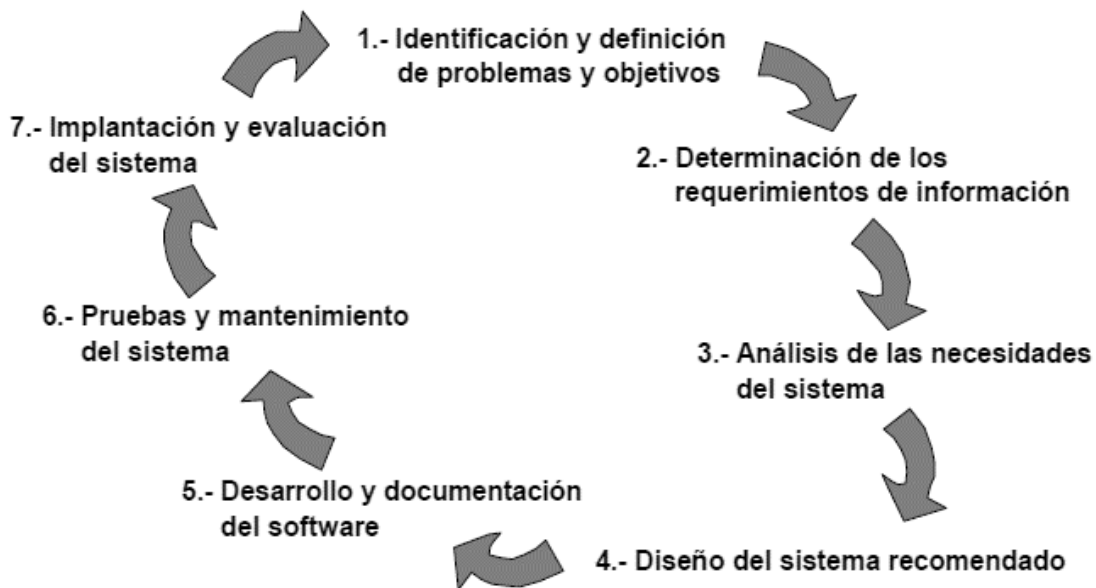 1.- Identificación y definición
de problemas y objetivos
2.- Determinación de los
requerimientos de información
3.- Análisis de las necesidades
del sistema
4.- Diseño del sistema recomendado
5.- Desarrollo y documentación
del software
6.- Pruebas y mantenimiento
del sistema
7.- Implantación y evaluación
del sistema